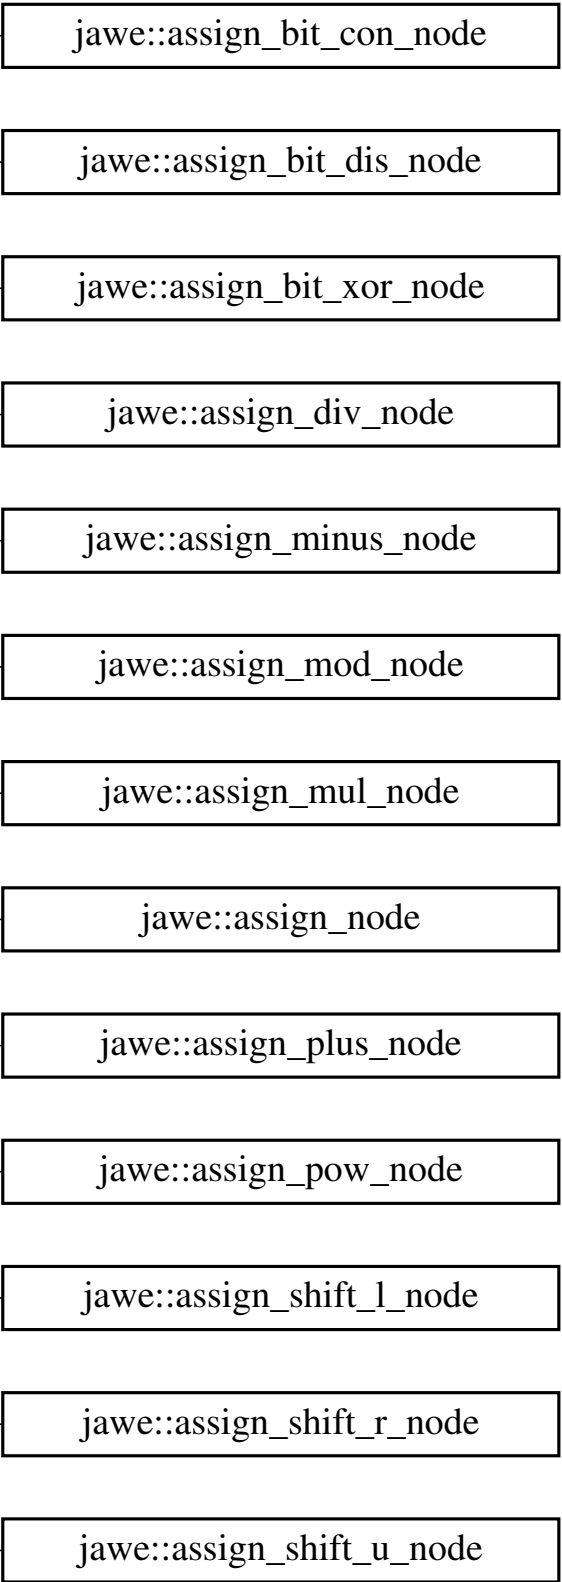 jawe::assign_bit_con_node
jawe::assign_bit_dis_node
jawe::assign_bit_xor_node
jawe::assign_div_node
jawe::assign_minus_node
jawe::assign_mod_node
jawe::assign_mul_node
jawe::assign_node
jawe::assign_plus_node
jawe::assign_pow_node
jawe::assign_shift_l_node
jawe::assign_shift_r_node
jawe::assign_shift_u_node